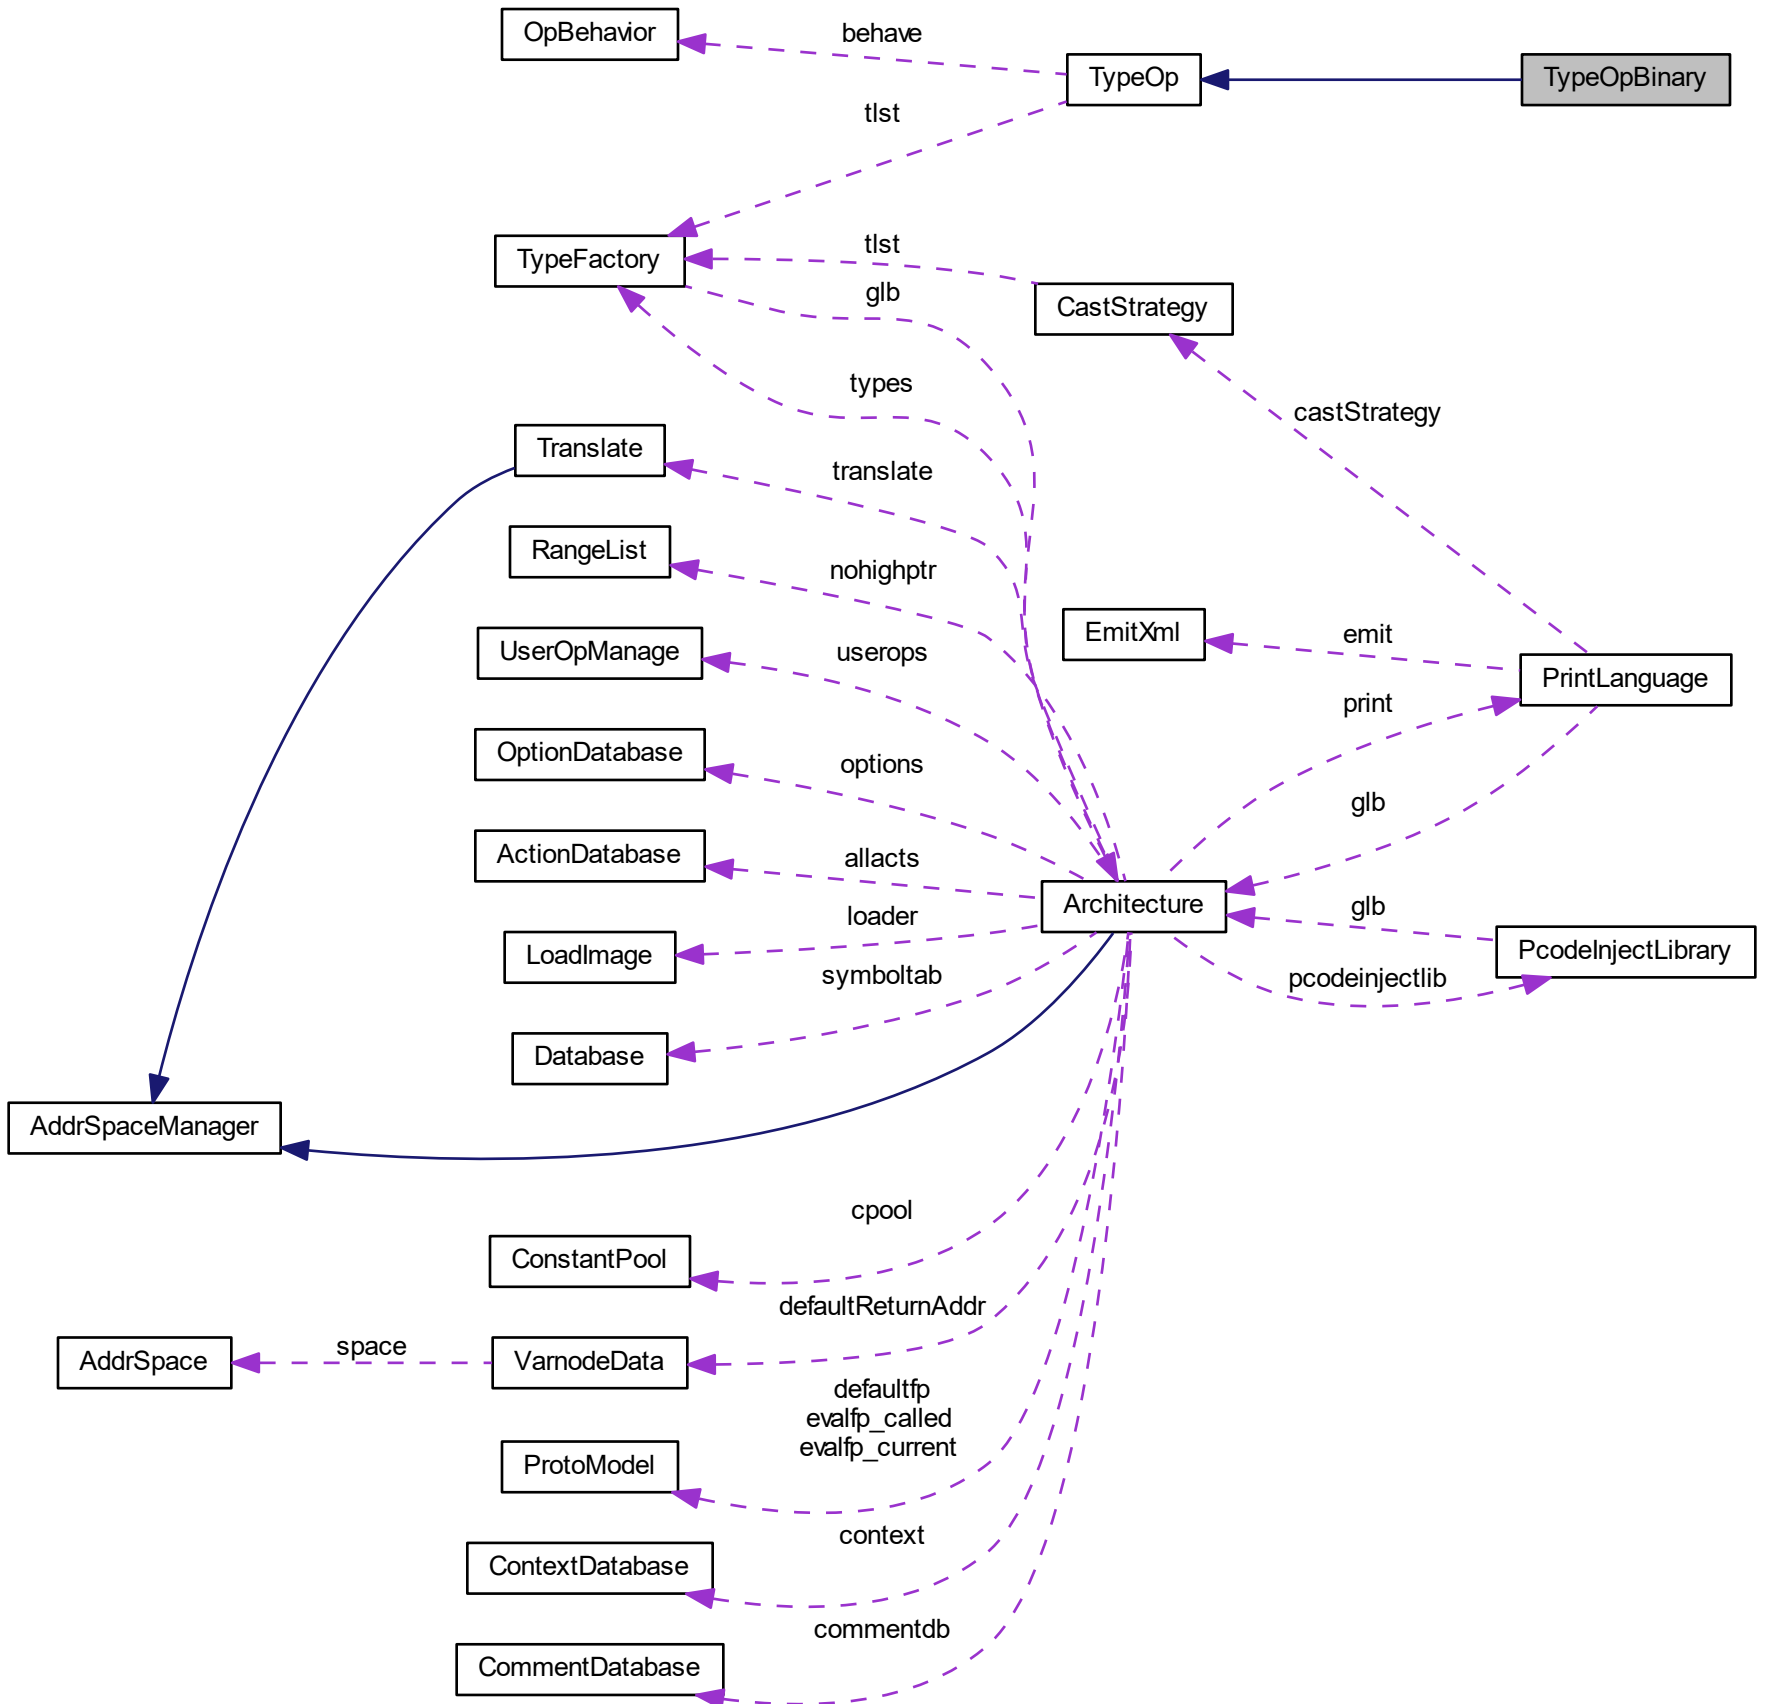 OpBehavior
behave
TypeOp
TypeOpBinary
tlst
TypeFactory
tlst
glb
CastStrategy
types
castStrategy
Translate
translate
RangeList
nohighptr
EmitXml
emit
UserOpManage
userops
PrintLanguage
print
OptionDatabase
options
glb
ActionDatabase
allacts
Architecture
glb
LoadImage
loader
PcodeInjectLibrary
symboltab
pcodeinjectlib
Database
AddrSpaceManager
cpool
ConstantPool
defaultReturnAddr
AddrSpace
space
VarnodeData
defaultfp
evalfp_called
evalfp_current
ProtoModel
context
ContextDatabase
commentdb
CommentDatabase